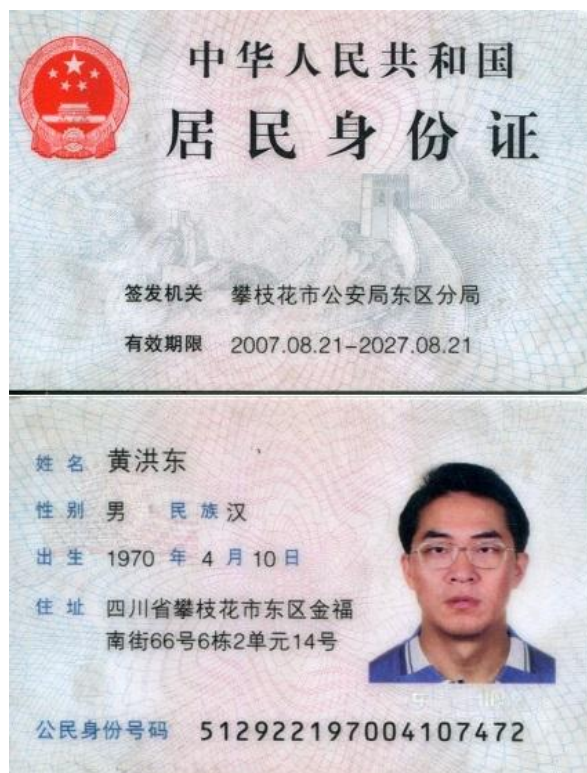 中华人民共和国
居民身份证
签发机关 攀枝花市公安局东区分局
有效期限 2007.08.21-2027.08.21
姓名 黄洪东
性别 男 民族 汉
出生 1970 年 4 月 10 日
住址 四川省攀枝花市东区金福
南街66号6栋2单元14号
公民身份号码 512922197004107472